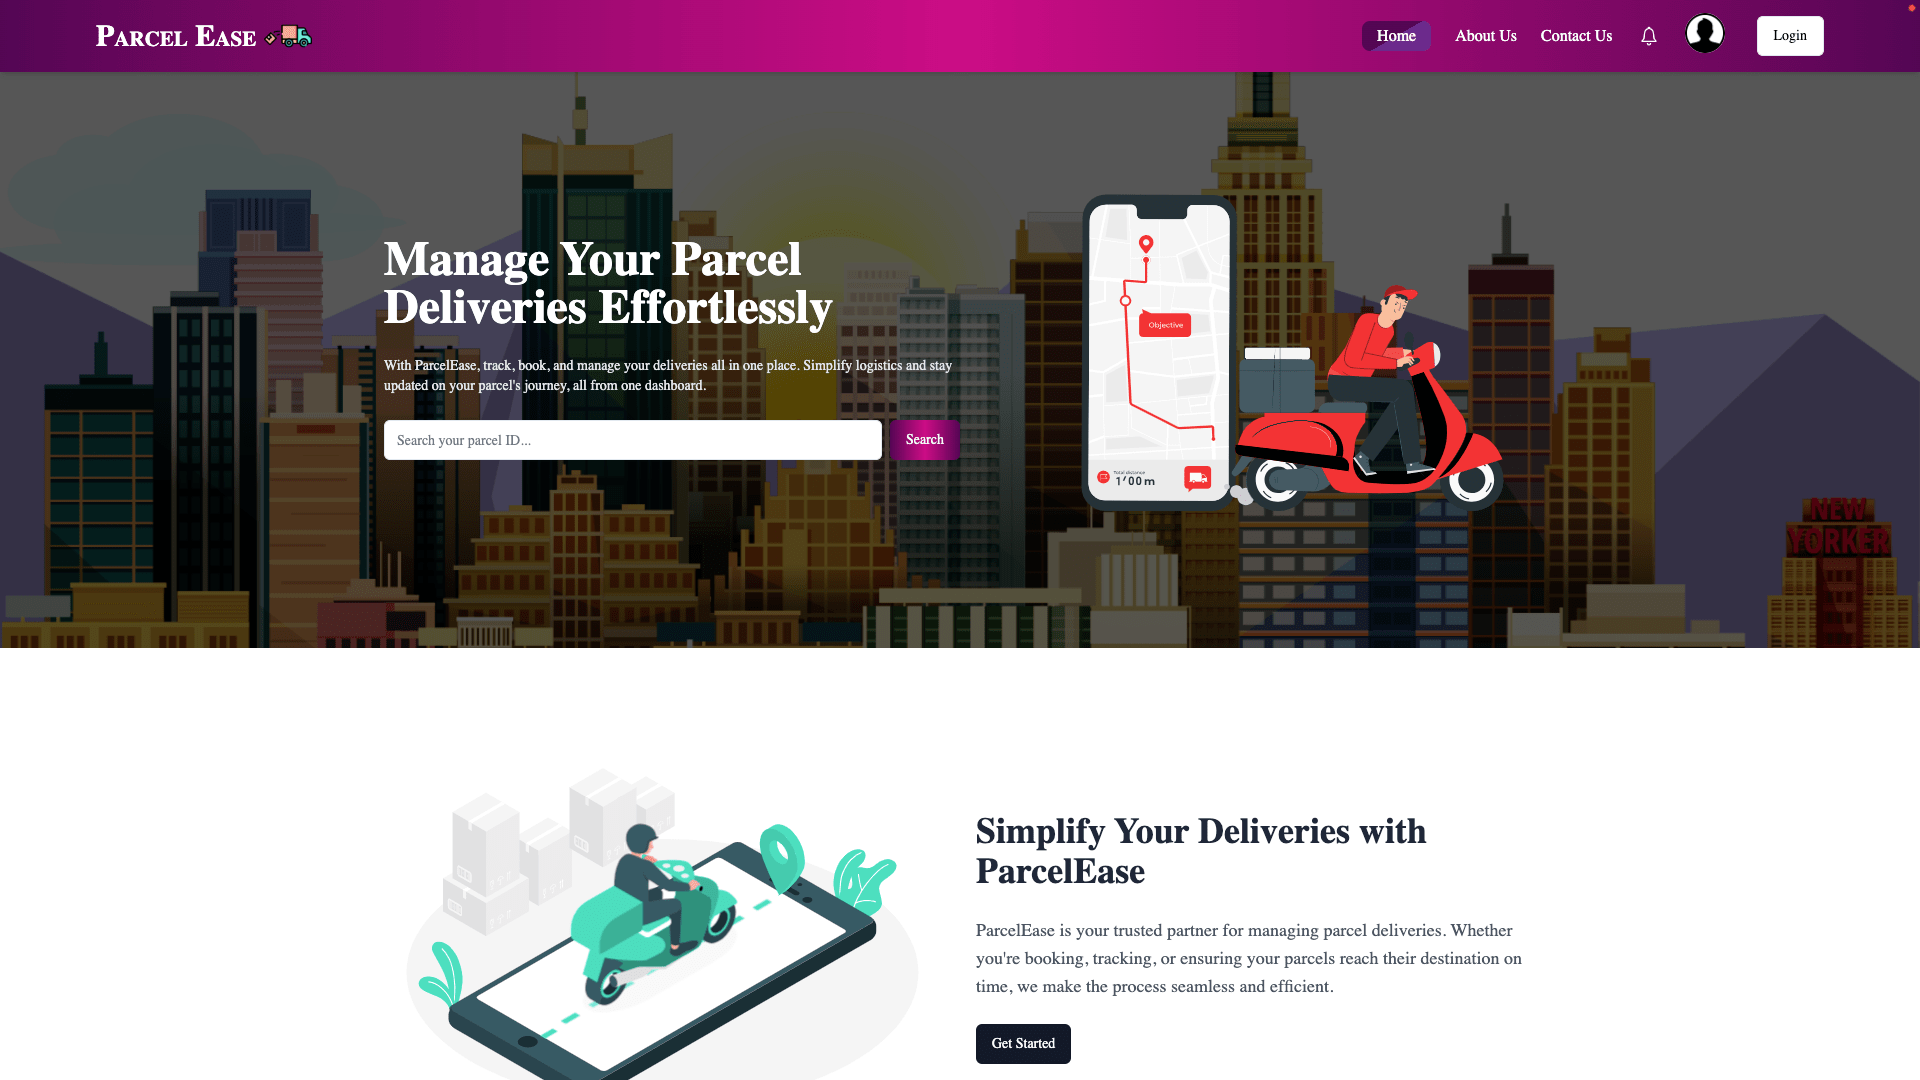 Parcel Ease
Home
About Us
Contact Us
Login
Manage Your Parcel
Deliveries Effortlessly
With ParcelEase, track, book, and manage your deliveries all in one place. Simplify logistics and stay
updated on your parcel's journey, all from one dashboard.
Search your parcel ID...
Search
Objective
Total distance
1'00 m
NEW
YORKER
Simplify Your Deliveries with
ParcelEase
ParcelEase is your trusted partner for managing parcel deliveries. Whether
you're booking, tracking, or ensuring your parcels reach their destination on
time, we make the process seamless and efficient.
Get Started